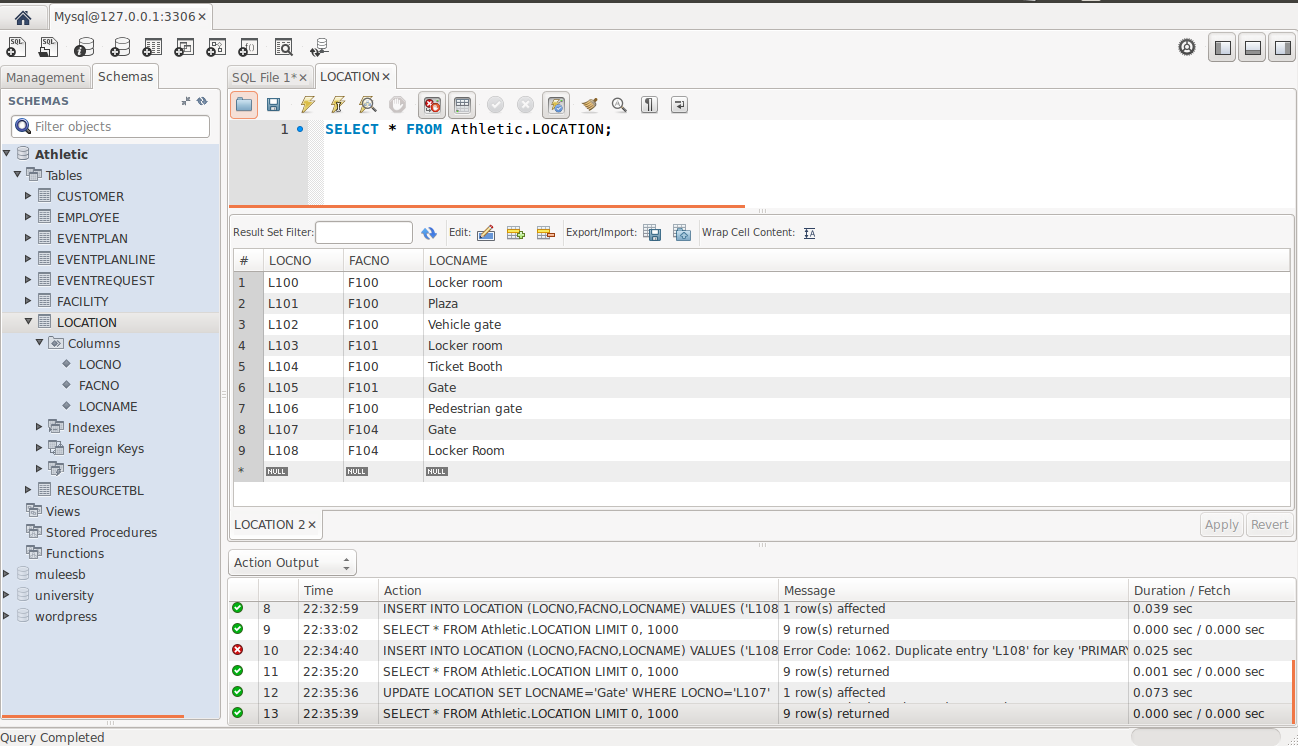 Mysql@127.0.0.1:3306 ×
Management Schemas
SQL File 1* × LOCATION ×
SCHEMAS
Filter objects
Athletic
Tables
CUSTOMER
EMPLOYEE
EVENTPLAN
EVENTPLANLINE
EVENTREQUEST
FACILITY
LOCATION
Columns
LOCNO
FACNO
LOCNAME
Indexes
Foreign Keys
Triggers
RESOURCETBL
Views
Stored Procedures
Functions
muleesb
university
wordpress
1 SELECT * FROM Athletic.LOCATION;
Result Set Filter: Edit: Export/Import: Wrap Cell Content: IA
# LOCNO FACNO LOCNAME
1 L100 F100 Locker room
2 L101 F100 Plaza
3 L102 F100 Vehicle gate
4 L103 F101 Locker room
5 L104 F100 Ticket Booth
6 L105 F101 Gate
7 L106 F100 Pedestrian gate
8 L107 F104 Gate
9 L108 F104 Locker Room
* NULL NULL NULL
LOCATION 2 × Apply Revert
Action Output
Time Action Message Duration / Fetch
8 22:32:59 INSERT INTO LOCATION (LOCNO,FACNO,LOCNAME) VALUES ('L108 1 row(s) affected 0.039 sec
9 22:33:02 SELECT * FROM Athletic.LOCATION LIMIT 0, 1000 9 row(s) returned 0.000 sec / 0.000 sec
10 22:34:40 INSERT INTO LOCATION (LOCNO,FACNO,LOCNAME) VALUES ('L108 Error Code: 1062. Duplicate entry 'L108' for key 'PRIMARY 0.025 sec
11 22:35:20 SELECT * FROM Athletic.LOCATION LIMIT 0, 1000 9 row(s) returned 0.001 sec / 0.000 sec
12 22:35:36 UPDATE LOCATION SET LOCNAME='Gate' WHERE LOCNO='L107' 1 row(s) affected 0.073 sec
13 22:35:39 SELECT * FROM Athletic.LOCATION LIMIT 0, 1000 9 row(s) returned 0.000 sec / 0.000 sec
Query Completed